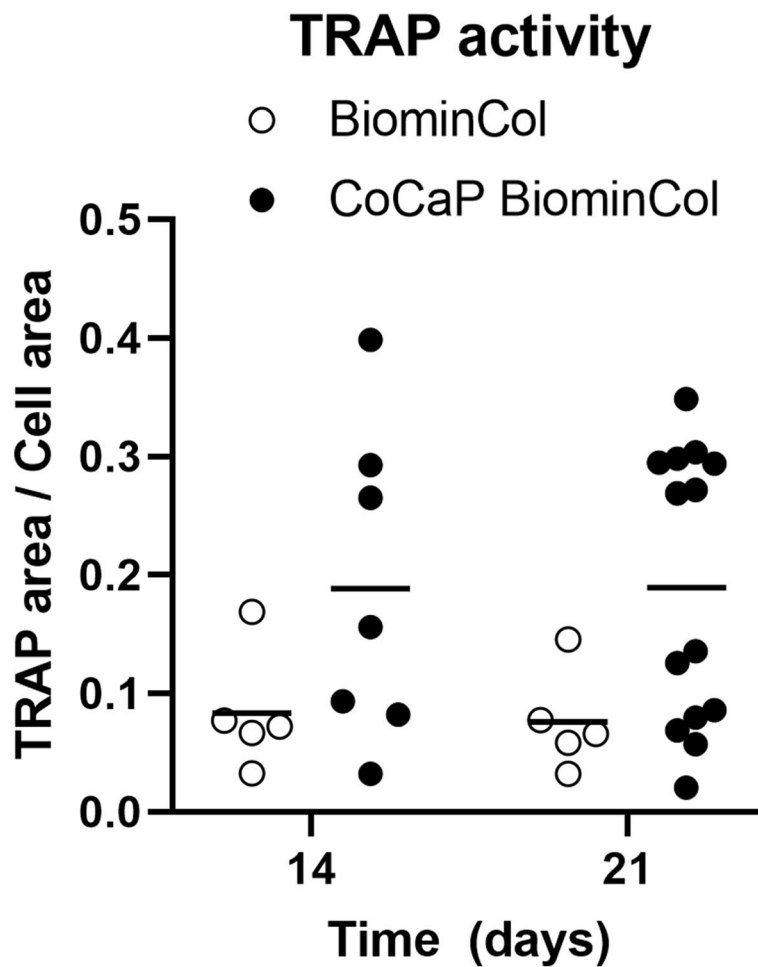 TRAP activity
BiominCol
CoCaP BiominCol
TRAP area / Cell area
0.5
0.4
0.3
0.2
0.1
0.0
14
21
Time (days)